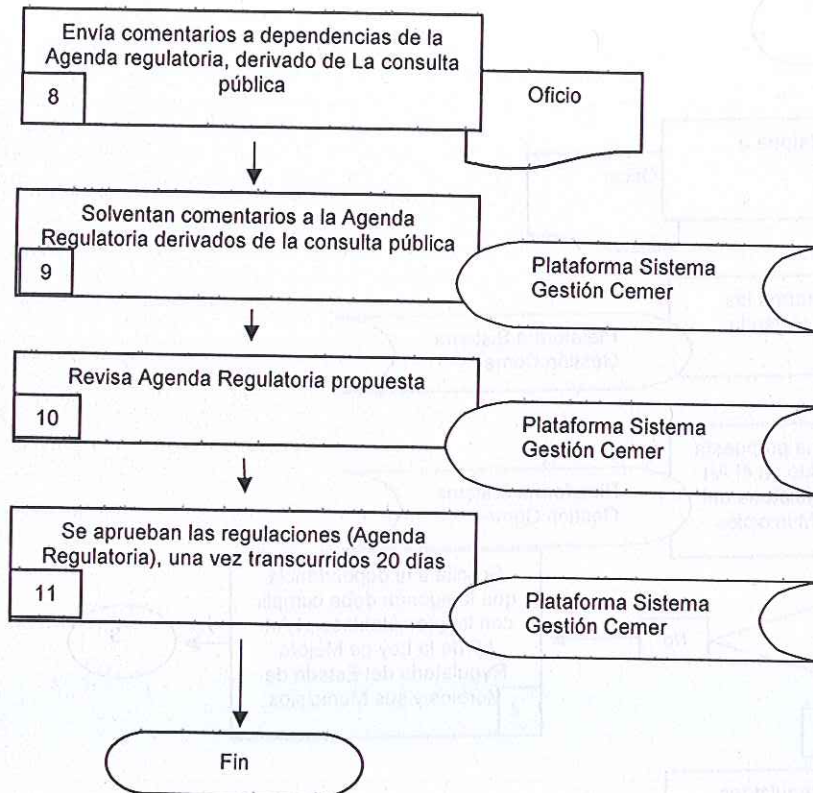 Envía comentarios a dependencias de la
Agenda regulatoria, derivado de La consulta
pública
8
Oficio
Solventan comentarios a la Agenda
Regulatoria derivados de la consulta pública
9
Plataforma Sistema
Gestión Cemer
Revisa Agenda Regulatoria propuesta
10
Plataforma Sistema
Gestión Cemer
Se aprueban las regulaciones (Agenda
Regulatoria), una vez transcurridos 20 días
11
Plataforma Sistema
Gestión Cemer
Fin